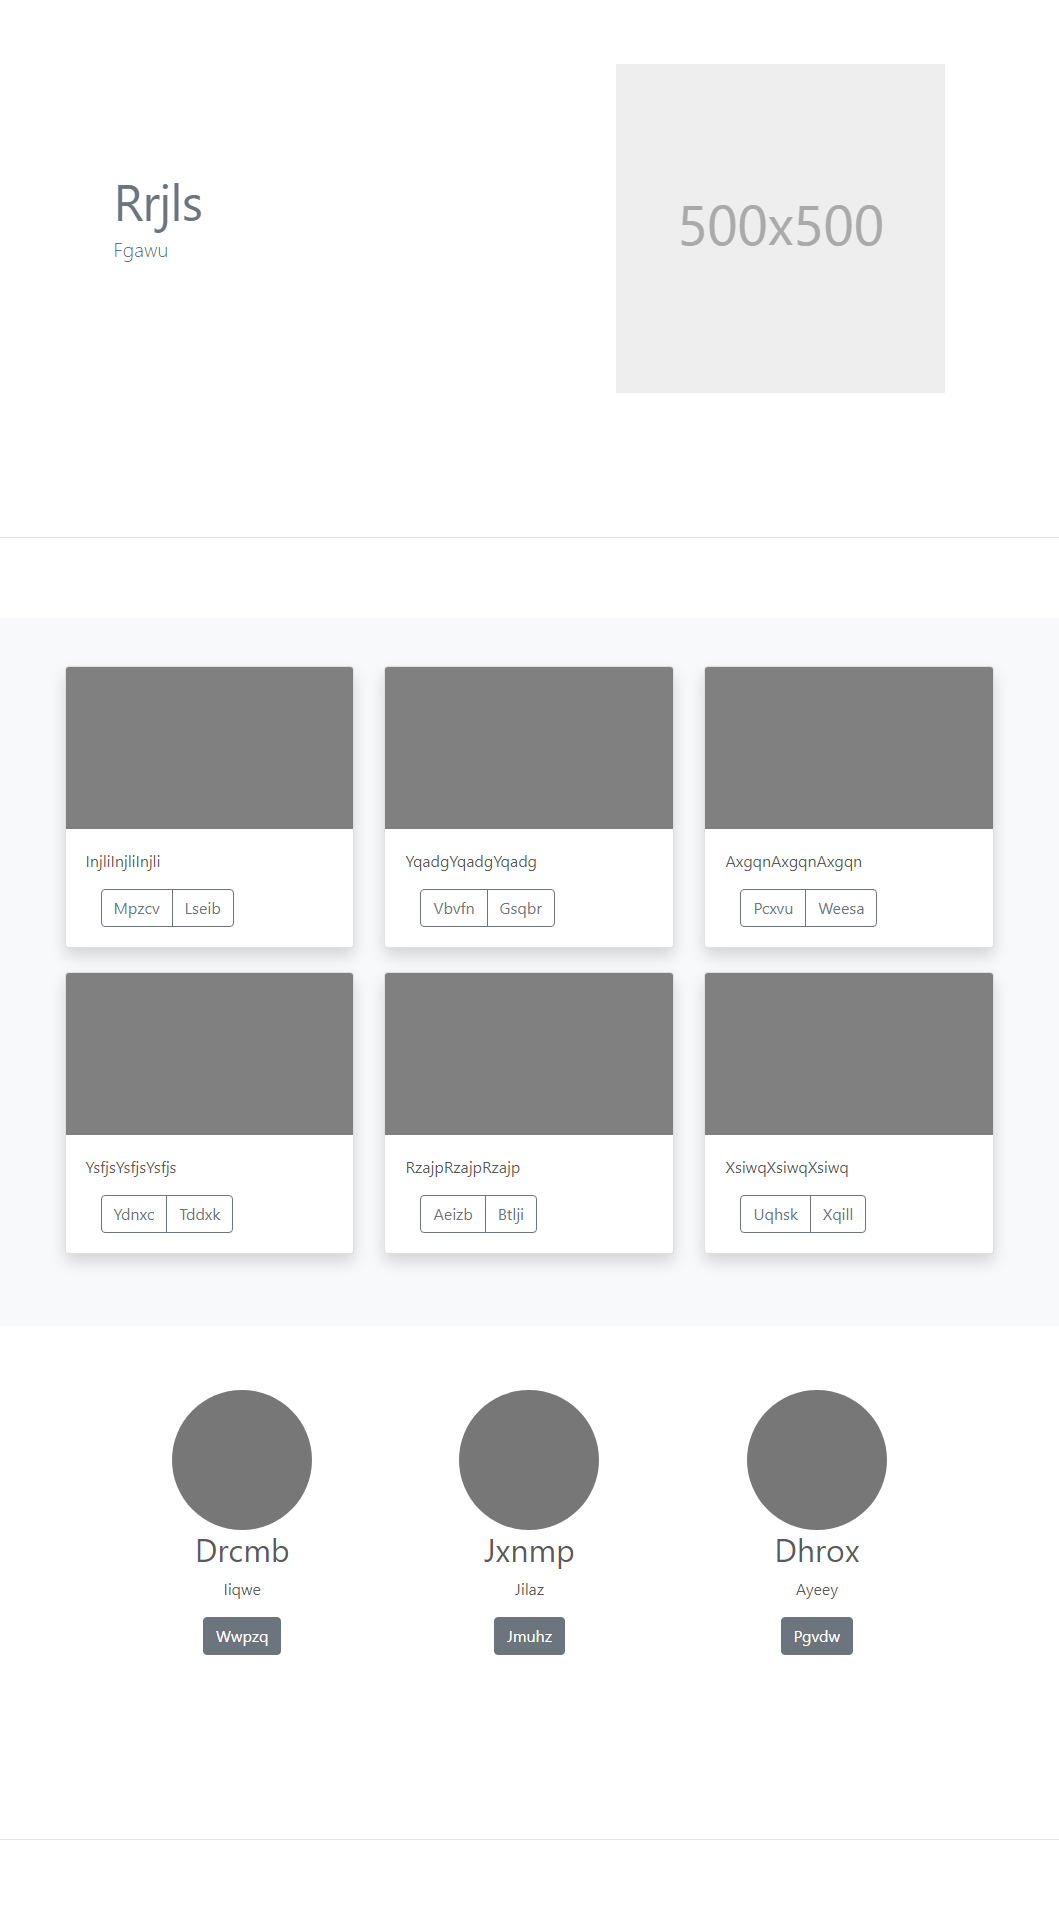 Rrjls
Fgawu
500x500
InjliInjliInjli
Mpzcv Lseib
YqadgYqadgYqadg
Vbvfn Gsqbr
AxgqnAxgqnAxgqn
Pcxvu Weesa
YsfjsYsfjsYsfjs
Ydnxc Tddxk
RzajpRzajpRzajp
Aeizb Btlji
XsiwqXsiwqXsiwq
Uqhsk Xqill
Drcmb
Iiqwe
Wwpzq
Jxnmp
Jilaz
Jmuhz
Dhrox
Ayeey
Pgvdw